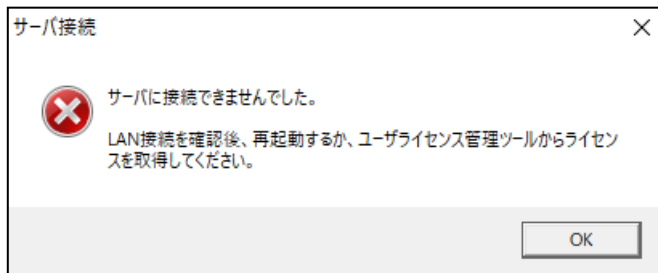 サーバ接続
サーバに接続できませんでした。
LAN接続を確認後、再起動するか、ユーザライセンス管理ツールからライセン
スを取得してください。
OK